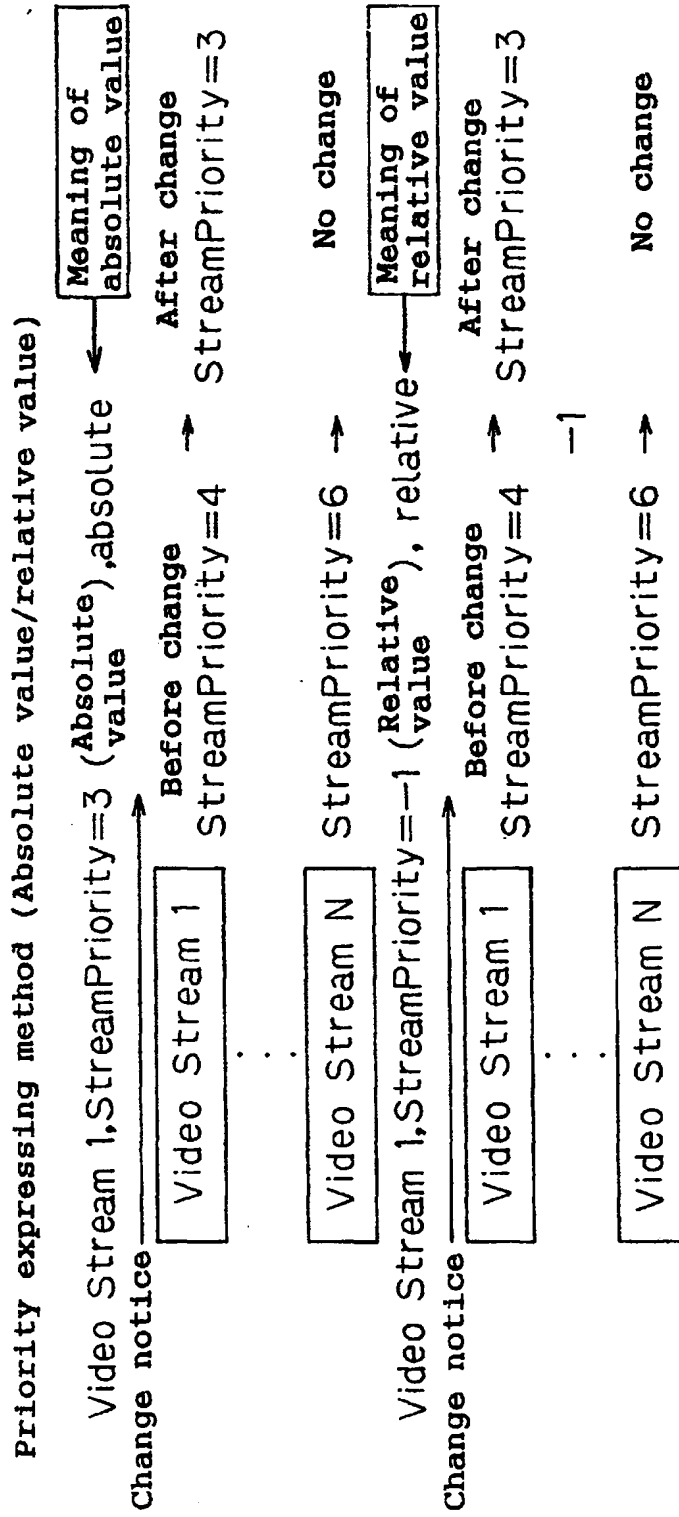 Priority expressing method (Absolute value/relative value)
Video Stream 1,StreamPriority=3 (Absolute value),absolute
Meaning of
absolute value
Change notice
Before change
After change
Video Stream 1
StreamPriority=4 → StreamPriority=3
. . .
Video Stream N
StreamPriority=6 → No change
Video Stream 1,StreamPriority=-1 (Relative value), relative
Meaning of
relative value
Change notice
Before change
After change
Video Stream 1
StreamPriority=4 → StreamPriority=3
-1
. . .
Video Stream N
StreamPriority=6 → No change